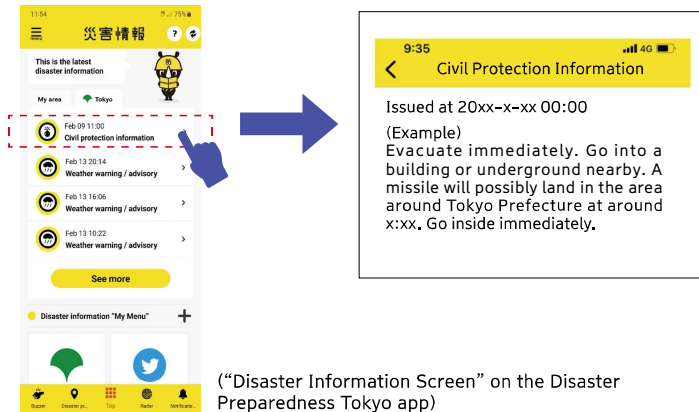 11:54
75%
MENU
災害情報
?
This is the latest
disaster information
防
My area
Tokyo
Feb 09 11:00
Civil protection information
Feb 13 20:14
Weather warning / advisory
Feb 13 16:06
Weather warning / advisory
Feb 13 10:22
Weather warning / advisory
See more
Disaster information "My Menu"
Buzzer
Disaster pr...
Top
Radar
Notificatio...
9:35
4G
Civil Protection Information
Issued at 20xx-x-xx 00:00
(Example)
Evacuate immediately. Go into a
building or underground nearby. A
missile will possibly land in the area
around Tokyo Prefecture at around
x:xx. Go inside immediately.
(“Disaster Information Screen” on the Disaster
Preparedness Tokyo app)